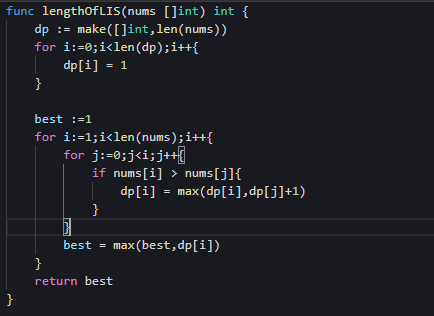 func lengthOfLIS(nums []int) int {
    dp := make([]int,len(nums))
    for i:=0;i<len(dp);i++{
        dp[i] = 1
    }

    best :=1
    for i:=1;i<len(nums);i++{
        for j:=0;j<i;j++{
            if nums[i] > nums[j]{
                dp[i] = max(dp[i],dp[j]+1)
            }
        }
        best = max(best,dp[i])
    }
    return best
}